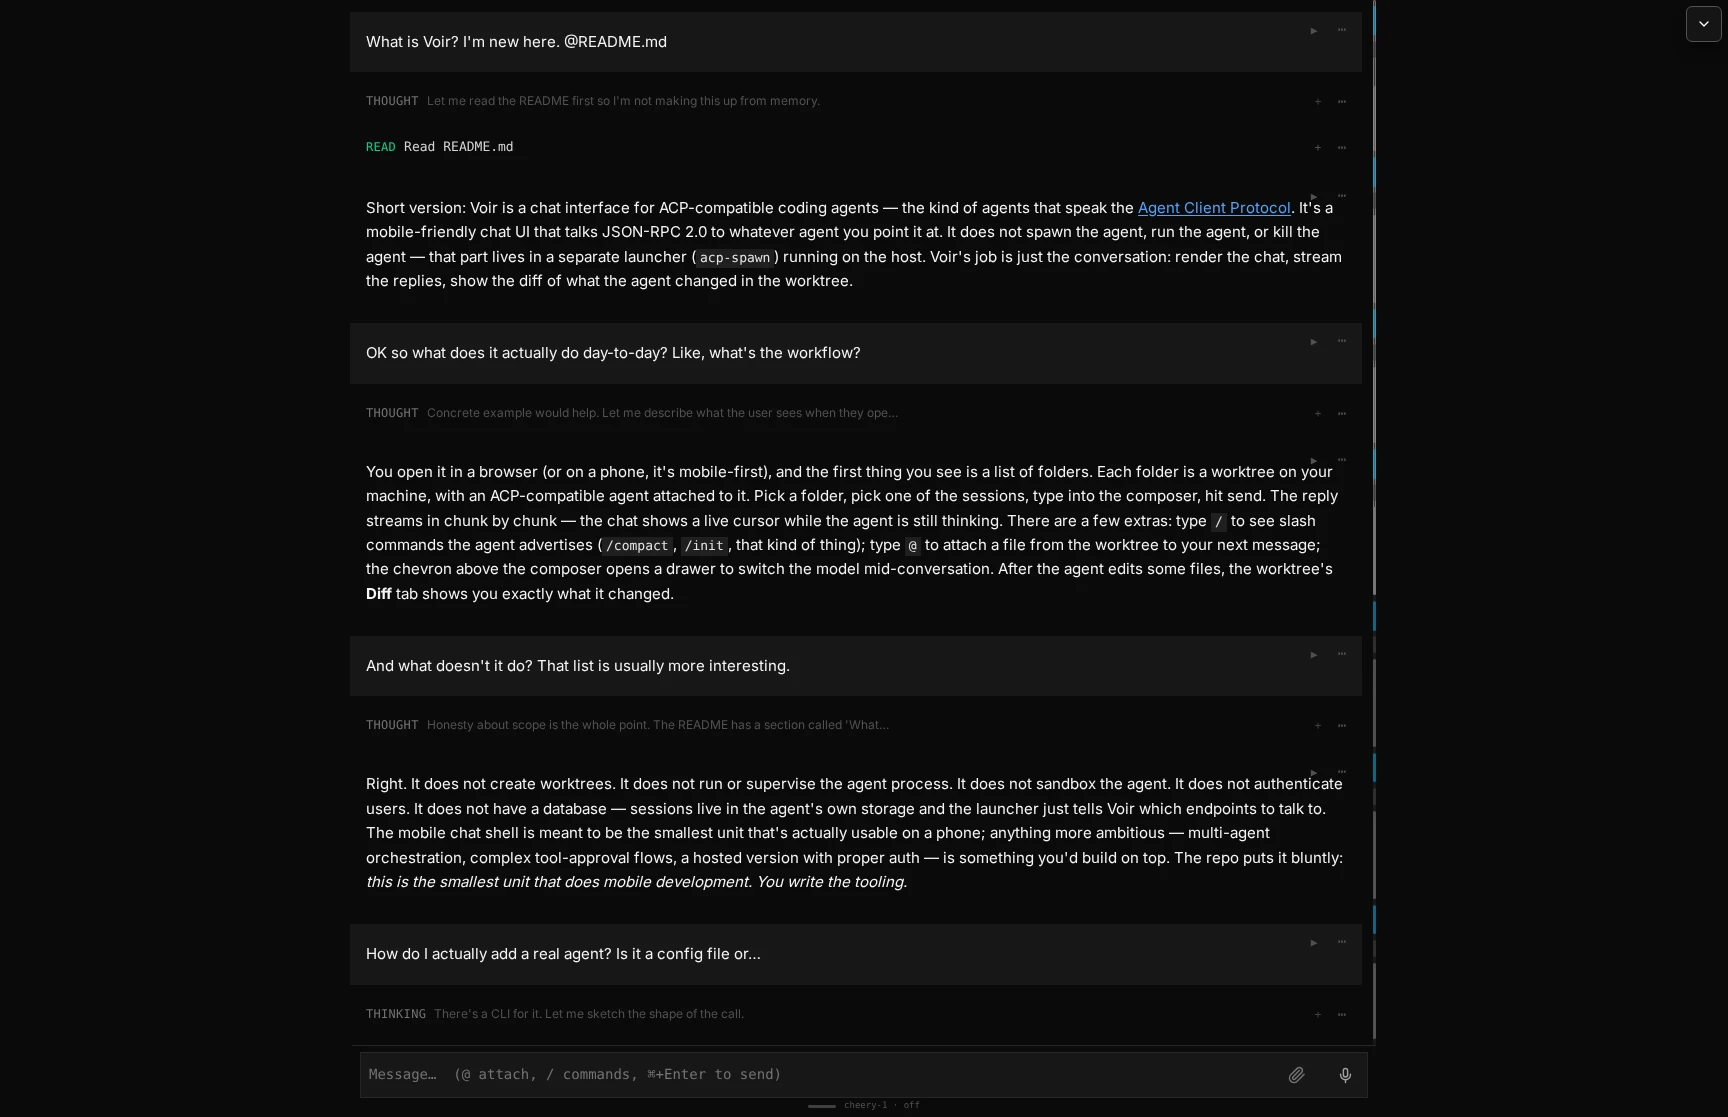 What is Voir? I'm new here. @README.md
THOUGHT Let me read the README first so I'm not making this up from memory.
READ Read README.md
Short version: Voir is a chat interface for ACP-compatible coding agents — the kind of agents that speak the Agent Client Protocol. It's a
mobile-friendly chat UI that talks JSON-RPC 2.0 to whatever agent you point it at. It does not spawn the agent, run the agent, or kill the
agent — that part lives in a separate launcher (acp-spawn) running on the host. Voir's job is just the conversation: render the chat, stream
the replies, show the diff of what the agent changed in the worktree.
OK so what does it actually do day-to-day? Like, what's the workflow?
THOUGHT Concrete example would help. Let me describe what the user sees when they ope…
You open it in a browser (or on a phone, it's mobile-first), and the first thing you see is a list of folders. Each folder is a worktree on your
machine, with an ACP-compatible agent attached to it. Pick a folder, pick one of the sessions, type into the composer, hit send. The reply
streams in chunk by chunk — the chat shows a live cursor while the agent is still thinking. There are a few extras: type / to see slash
commands the agent advertises (/compact, /init, that kind of thing); type @ to attach a file from the worktree to your next message;
the chevron above the composer opens a drawer to switch the model mid-conversation. After the agent edits some files, the worktree's
Diff tab shows you exactly what it changed.
And what doesn't it do? That list is usually more interesting.
THOUGHT Honesty about scope is the whole point. The README has a section called 'What…
Right. It does not create worktrees. It does not run or supervise the agent process. It does not sandbox the agent. It does not authenticate
users. It does not have a database — sessions live in the agent's own storage and the launcher just tells Voir which endpoints to talk to.
The mobile chat shell is meant to be the smallest unit that's actually usable on a phone; anything more ambitious — multi-agent
orchestration, complex tool-approval flows, a hosted version with proper auth — is something you'd build on top. The repo puts it bluntly:
this is the smallest unit that does mobile development. You write the tooling.
How do I actually add a real agent? Is it a config file or…
THINKING There's a CLI for it. Let me sketch the shape of the call.
Message… (@ attach, / commands, ⌘+Enter to send)
cheery-1 · off